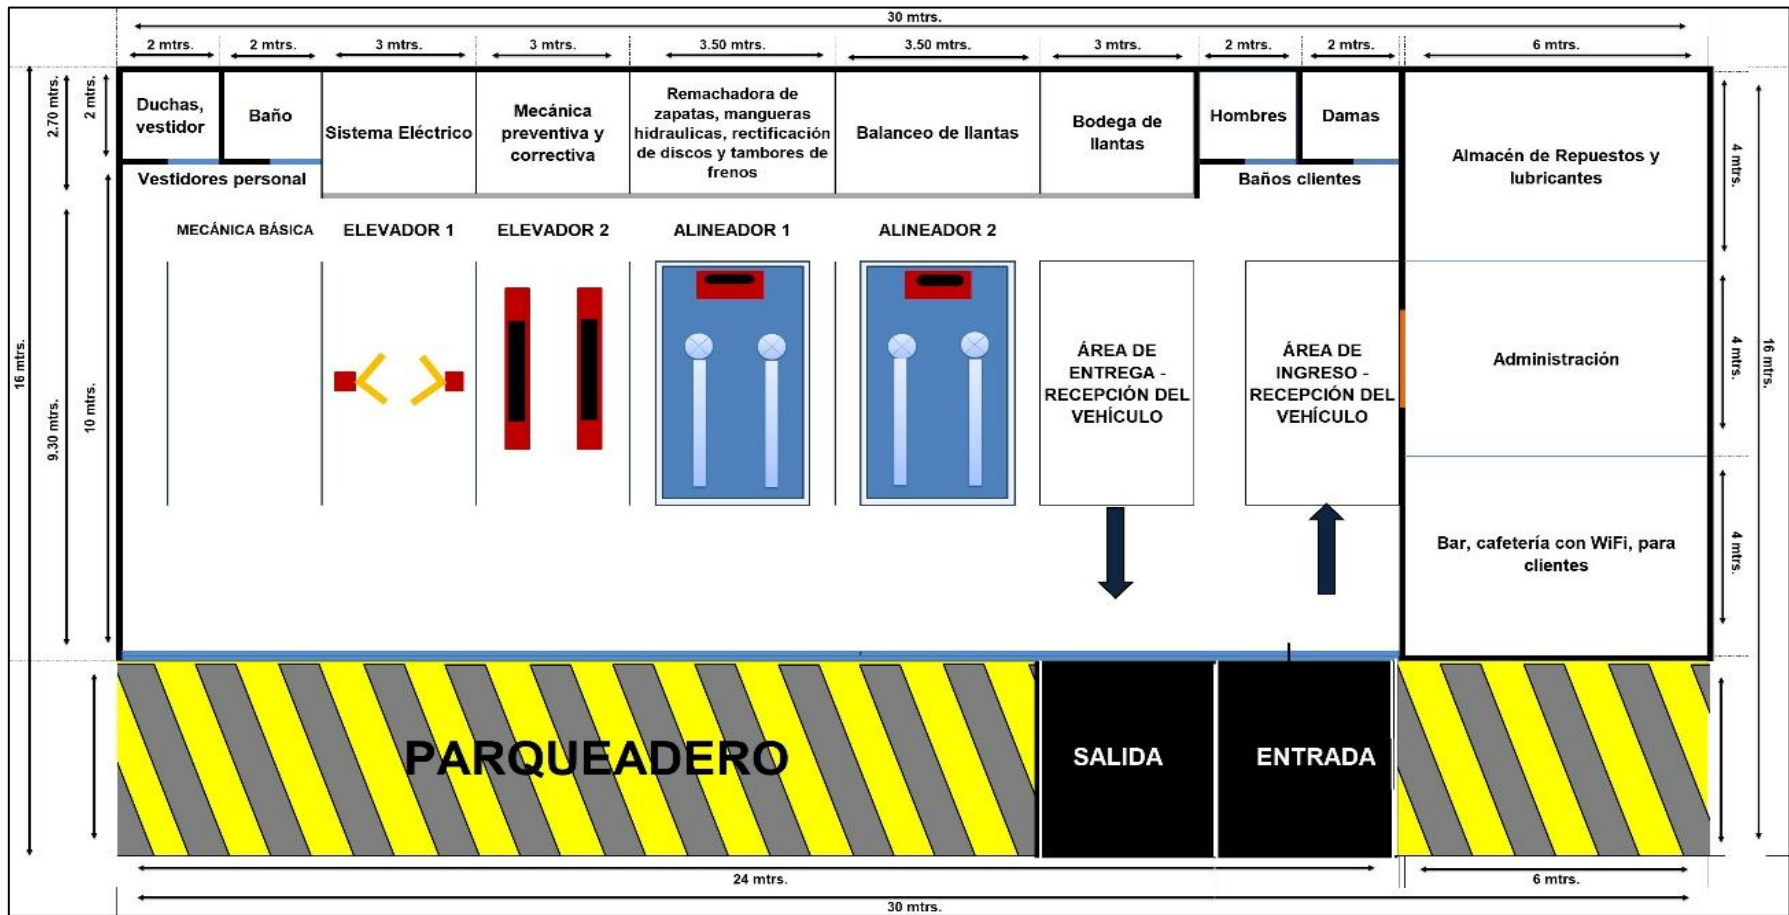 30 mtrs.
2 mtrs.
2 mtrs.
3 mtrs.
3 mtrs.
3.50 mtrs.
3.50 mtrs.
3 mtrs.
2 mtrs.
2 mtrs.
6 mtrs.
16 mtrs.
2.70 mtrs.
2 mtrs.
9.30 mtrs.
10 mtrs.
Duchas,
vestidor
Baño
Sistema Eléctrico
Mecánica
preventiva y
correctiva
Remachadora de
zapatas, mangueras
hidraulicas, rectificación
de discos y tambores de
frenos
Balanceo de llantas
Bodega de
llantas
Hombres
Damas
Almacén de Repuestos y
lubricantes
4 mtrs.
Vestidores personal
Baños clientes
MECÁNICA BÁSICA
ELEVADOR 1
ELEVADOR 2
ALINEADOR 1
ALINEADOR 2
ÁREA DE
ENTREGA -
RECEPCIÓN DEL
VEHÍCULO
ÁREA DE
INGRESO -
RECEPCIÓN DEL
VEHÍCULO
Administración
4 mtrs.
16 mtrs.
Bar, cafetería con WiFi, para
clientes
4 mtrs.
PARQUEADERO
SALIDA
ENTRADA
24 mtrs.
6 mtrs.
30 mtrs.